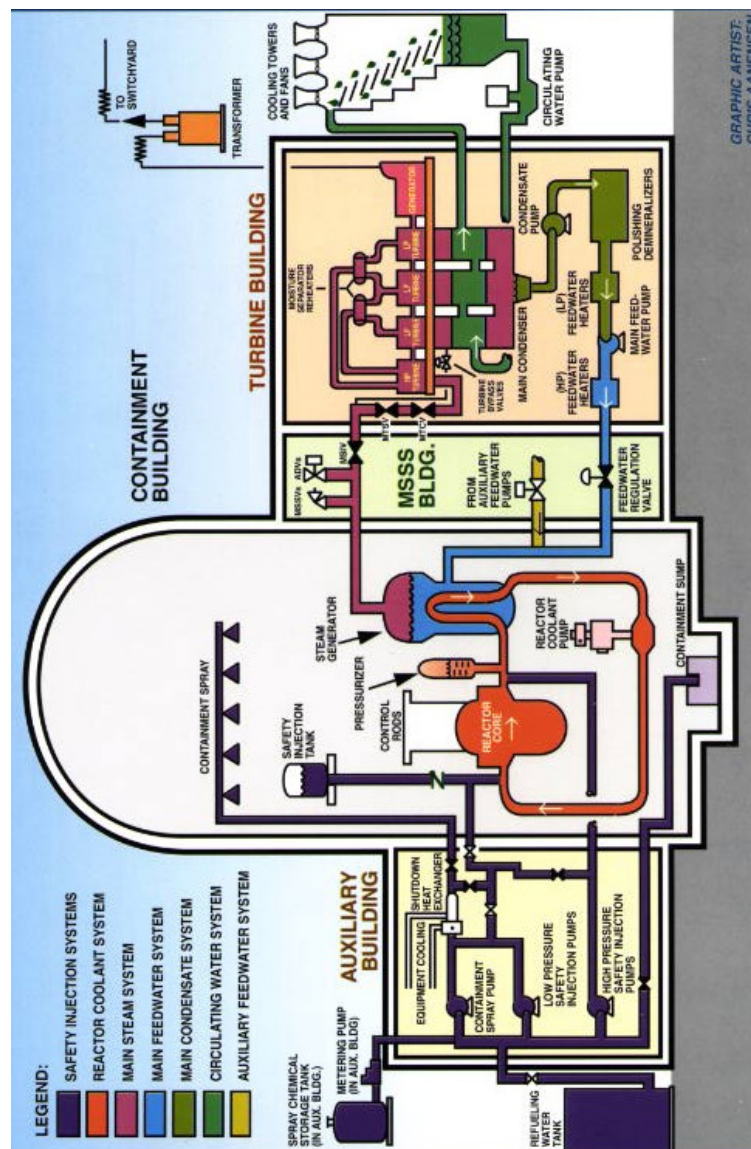 LEGEND:
SAFETY INJECTION SYSTEMS
REACTOR COOLANT SYSTEM
MAIN STEAM SYSTEM
MAIN FEEDWATER SYSTEM
MAIN CONDENSATE SYSTEM
CIRCULATING WATER SYSTEM
AUXILIARY FEEDWATER SYSTEM
CONTAINMENT
BUILDING
TURBINE BUILDING
AUXILIARY
BUILDING
MSSS
BLDG.
TO
SWITCHYARD
TRANSFORMER
COOLING TOWERS
AND FANS
CIRCULATING
WATER PUMP
MOISTURE
SEPARATOR
REHEATERS
HP
TURBINE
LP
TURBINE
LP
TURBINE
LP
TURBINE
GENERATOR
TURBINE
BYPASS
VALVES
MAIN CONDENSER
CONDENSATE
PUMP
POLISHING
DEMINERALIZERS
(LP)
FEEDWATER
HEATERS
MAIN FEED-
WATER PUMP
(HP)
FEEDWATER
HEATERS
MSSVs
ADVs
MSIV
MTSV
MTCV
FROM
AUXILIARY
FEEDWATER
PUMPS
FEEDWATER
REGULATION
VALVE
CONTAINMENT SPRAY
SAFETY
INJECTION
TANK
STEAM
GENERATOR
PRESSURIZER
CONTROL
RODS
REACTOR
CORE
REACTOR
COOLANT
PUMP
CONTAINMENT SUMP
SHUTDOWN
HEAT
EXCHANGER
EQUIPMENT COOLING
CONTAINMENT
SPRAY PUMP
LOW PRESSURE
SAFETY
INJECTION PUMPS
HIGH PRESSURE
SAFETY INJECTION
PUMPS
SPRAY CHEMICAL
STORAGE TANK
(IN AUX. BLDG.)
METERING PUMP
(IN AUX. BLDG)
REFUELING
WATER
TANK
GRAPHIC ARTIST: